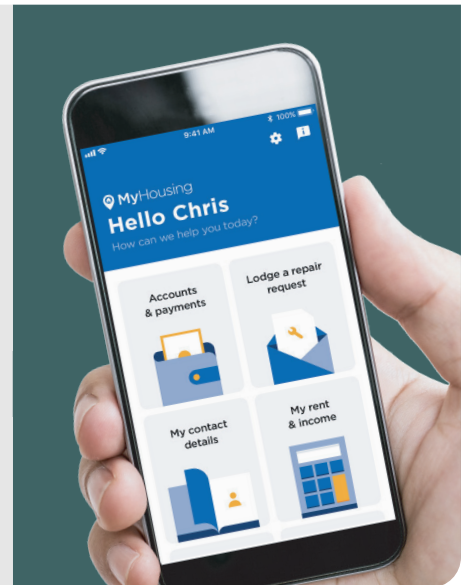 9:41 AM
100%
MyHousing
Hello Chris
How can we help you today?
Accounts
& payments
Lodge a repair
request
My contact
details
My rent
& income